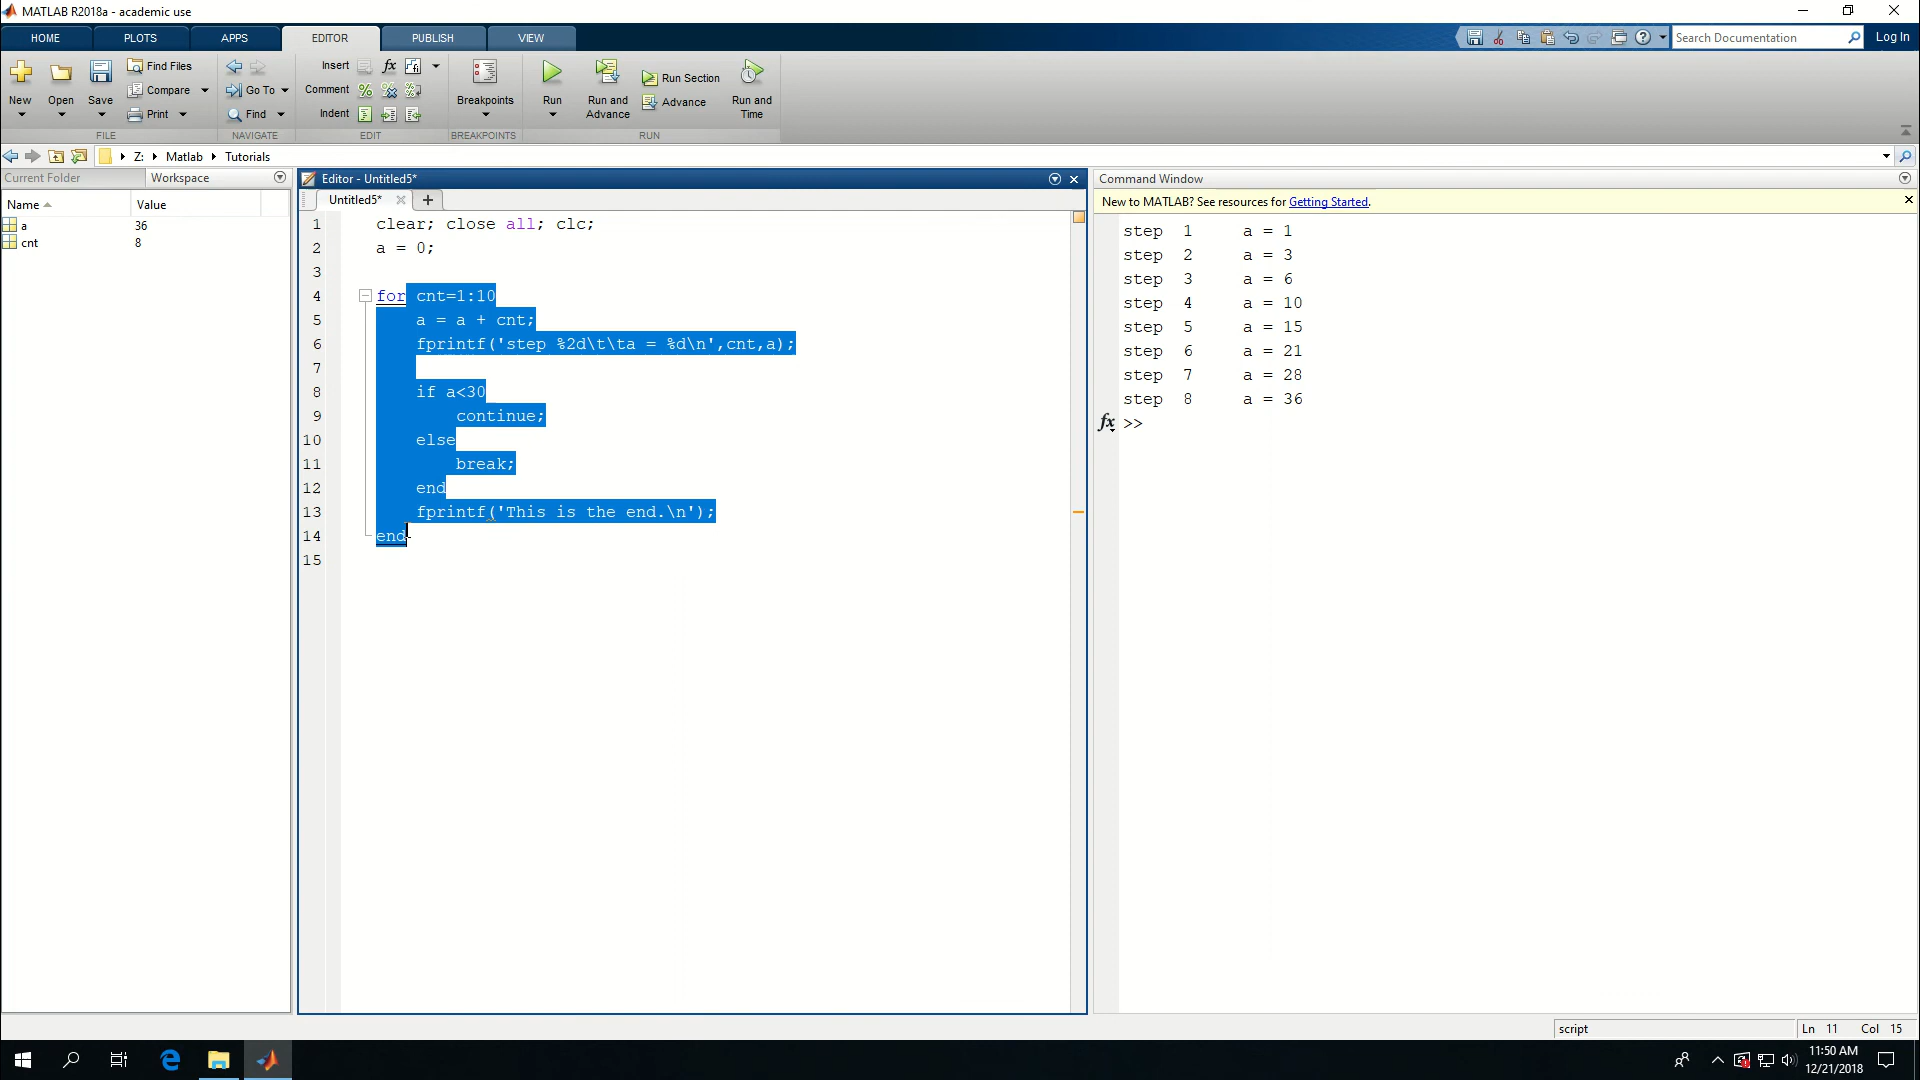 MATLAB R2018a - academic use
HOME PLOTS APPS EDITOR PUBLISH VIEW
Search Documentation
Log In
New
Open
Save
Find Files
Compare
Print
FILE
Go To
Find
NAVIGATE
Insert fx
Comment
Indent
EDIT
Breakpoints
BREAKPOINTS
Run
Run and Advance
Run Section
Advance
Run and Time
RUN
Z: Matlab Tutorials
Current Folder Workspace
Name Value
a 36
cnt 8
Editor - Untitled5*
Untitled5*
1 clear; close all; clc;
2 a = 0;
3
4 for cnt=1:10
5 a = a + cnt;
6 fprintf('step %2d\t\ta = %d\n',cnt,a);
7
8 if a<30
9 continue;
10 else
11 break;
12 end
13 fprintf('This is the end.\n');
14 end
15
Command Window
New to MATLAB? See resources for Getting Started.
step 1 a = 1
step 2 a = 3
step 3 a = 6
step 4 a = 10
step 5 a = 15
step 6 a = 21
step 7 a = 28
step 8 a = 36
fx >>
script Ln 11 Col 15
11:50 AM
12/21/2018